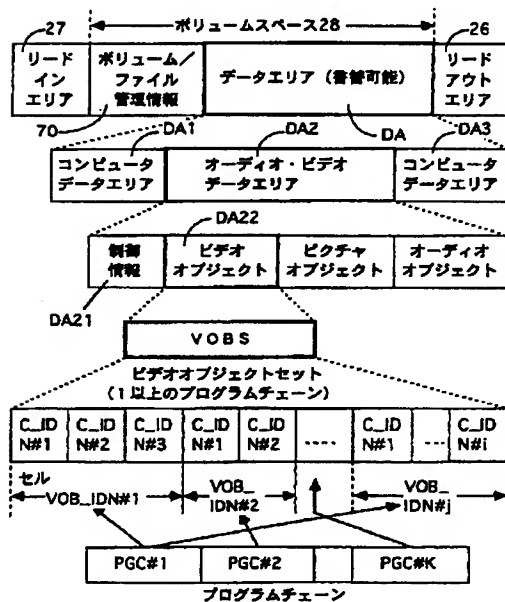 ボリュームスペース28
27
26
リード
イン
エリア
ボリューム／
ファイル
管理情報
データエリア（書替可能）
リード
アウト
エリア
70
DA1
DA2
DA
DA3
コンピュータ
データエリア
オーディオ・ビデオ
データエリア
コンピュータ
データエリア
DA22
制御
情報
ビデオ
オブジェクト
ピクチャ
オブジェクト
オーディオ
オブジェクト
DA21
VOBS
ビデオオブジェクトセット
（1以上のプログラムチェーン）
C_ID
N#1
C_ID
N#2
C_ID
N#3
C_ID
N#1
C_ID
N#2
-----
C_ID
N#1
----
C_ID
N#i
セル
VOB_IDN#1
VOB_
IDN#2
VOB_
IDN#j
PGC#1
PGC#2
PGC#K
プログラムチェーン